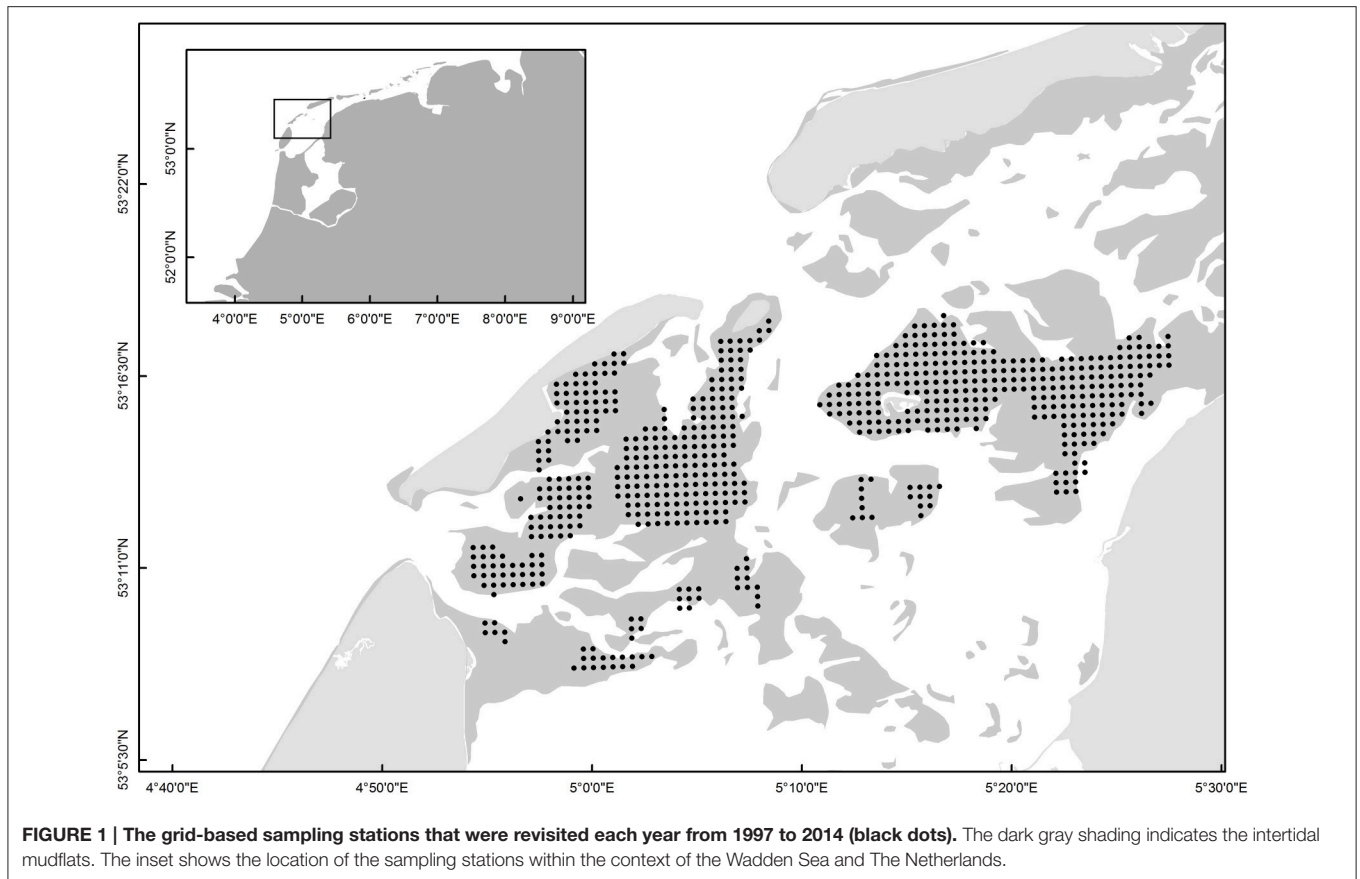 53°0'0"N
52°0'0"N
4°0'0"E 5°0'0"E 6°0'0"E 7°0'0"E 8°0'0"E 9°0'0"E
53°22'0"N
53°16'30"N
53°11'0"N
53°5'30"N
4°40'0"E 4°50'0"E 5°0'0"E 5°10'0"E 5°20'0"E 5°30'0"E
FIGURE 1 | The grid-based sampling stations that were revisited each year from 1997 to 2014 (black dots). The dark gray shading indicates the intertidal
mudflats. The inset shows the location of the sampling stations within the context of the Wadden Sea and The Netherlands.